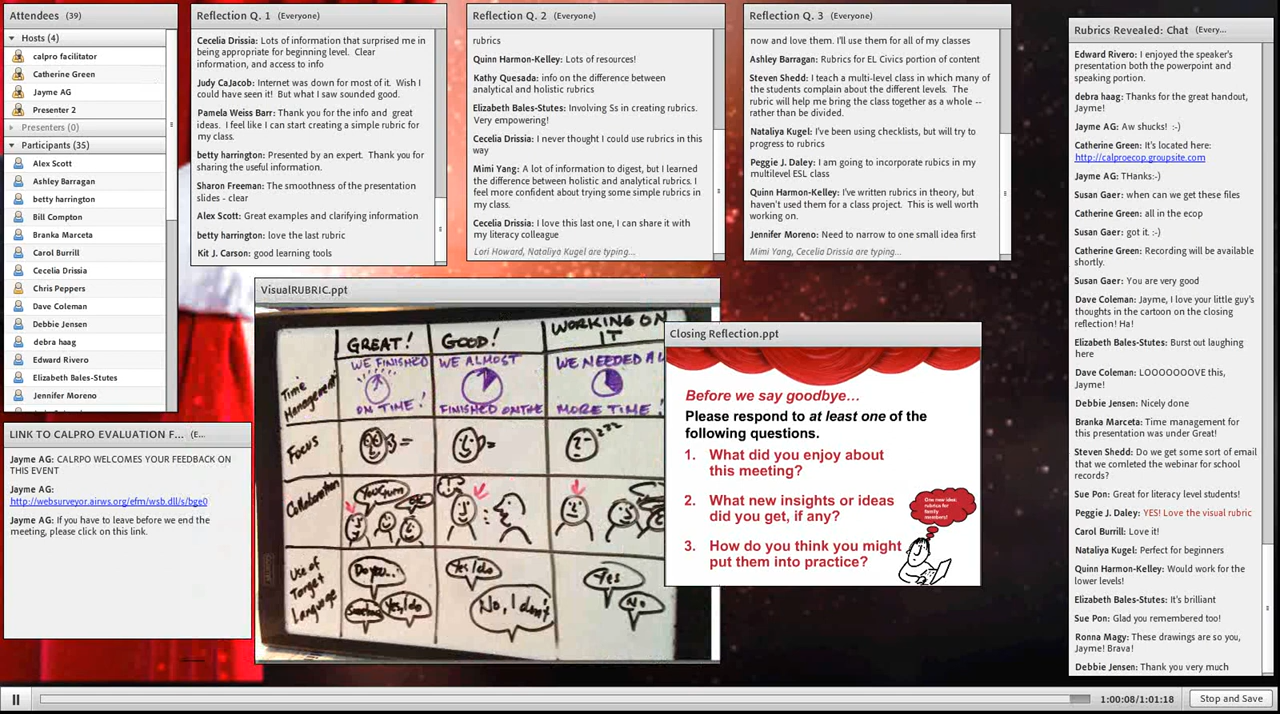 Attendees (39)
Hosts (4)
calpro facilitator
Catherine Green
Jayme AG
Presenter 2
Presenters (0)
Participants (35)
Alex Scott
Ashley Barragan
betty harrington
Bill Compton
Branka Marceta
Carol Burrill
Cecelia Drissia
Chris Peppers
Dave Coleman
Debbie Jensen
debra haag
Edward Rivero
Elizabeth Bales-Stutes
Jennifer Moreno
LINK TO CALPRO EVALUATION F... (E...
Jayme AG: CALRPO WELCOMES YOUR FEEDBACK ON
THIS EVENT
Jayme AG:
http://websurveyor.airws.org/efm/wsb.dll/s/bge0
Jayme AG: If you have to leave before we end the
meeting, please click on this link.
Reflection Q. 1 (Everyone)
Cecelia Drissia: Lots of information that surprised me in
being appropriate for beginning level. Clear
information, and access to info
Judy CaJacob: Internet was down for most of it. Wish I
could have seen it! But what I saw sounded good.
Pamela Weiss Barr: Thank you for the info and great
ideas. I feel like I can start creating a simple rubric for
my class.
betty harrington: Presented by an expert. Thank you for
sharing the useful information.
Sharon Freeman: The smoothness of the presentation
slides - clear
Alex Scott: Great examples and clarifying information
betty harrington: love the last rubric
Kit J. Carson: good learning tools
Reflection Q. 2 (Everyone)
rubrics
Quinn Harmon-Kelley: Lots of resources!
Kathy Quesada: info on the difference between
analytical and holistic rubrics
Elizabeth Bales-Stutes: Involving Ss in creating rubrics.
Very empowering!
Cecelia Drissia: I never thought I could use rubrics in this
way
Mimi Yang: A lot of information to digest, but I learned
the difference between holistic and analytical rubrics. I
feel more confident about trying some simple rubrics in
my class.
Cecelia Drissia: I love this last one, I can share it with
my literacy colleague
Lori Howard, Nataliya Kugel are typing...
Reflection Q. 3 (Everyone)
now and love them. I'll use them for all of my classes
Ashley Barragan: Rubrics for EL Civics portion of content
Steven Shedd: I teach a multi-level class in which many of
the students complain about the different levels. The
rubric will help me bring the class together as a whole --
rather than be divided.
Nataliya Kugel: I've been using checklists, but will try to
progress to rubrics
Peggie J. Daley: I am going to incorporate rubics in my
multilevel ESL class
Quinn Harmon-Kelley: I've written rubrics in theory, but
haven't used them for a class project. This is well worth
working on.
Jennifer Moreno: Need to narrow to one small idea first
Mimi Yang, Cecelia Drissia are typing...
VisualRUBRIC.ppt
GREAT!
GOOD!
WORKING ON
IT
Time
Management
WE FINISHED
ON TIME!
WE ALMOST
FINISHED ON TIME
WE NEEDED A L
MORE TIME!
Focus
zzz
Collaboration
Your turn
Use of
Target
Language
Do you...
Sometimes
Yes, I do
Yes, I do
No, I don't
Yes
No
Closing Reflection.ppt
Before we say goodbye...
Please respond to at least one of the
following questions.
1. What did you enjoy about
this meeting?
2. What new insights or ideas
did you get, if any?
3. How do you think you might
put them into practice?
One new idea:
rubrics for
family
members!
Rubrics Revealed: Chat (Every...
Edward Rivero: I enjoyed the speaker's
presentation both the powerpoint and
speaking portion.
debra haag: Thanks for the great handout,
Jayme!
Jayme AG: Aw shucks! :-)
Catherine Green: It's located here:
http://calproecop.groupsite.com
Jayme AG: THanks:-)
Susan Gaer: when can we get these files
Catherine Green: all in the ecop
Susan Gaer: got it. :-)
Catherine Green: Recording will be available
shortly.
Susan Gaer: You are very good
Dave Coleman: Jayme, I love your little guy's
thoughts in the cartoon on the closing
reflection! Ha!
Elizabeth Bales-Stutes: Burst out laughing
here
Dave Coleman: LOOOOOOOVE this,
Jayme!
Debbie Jensen: Nicely done
Branka Marceta: Time management for
this presentation was under Great!
Steven Shedd: Do we get some sort of email
that we comleted the webinar for school
records?
Sue Pon: Great for literacy level students!
Peggie J. Daley: YES! Love the visual rubric
Carol Burrill: Love it!
Nataliya Kugel: Perfect for beginners
Quinn Harmon-Kelley: Would work for the
lower levels!
Elizabeth Bales-Stutes: It's brilliant
Sue Pon: Glad you remembered too!
Ronna Magy: These drawings are so you,
Jayme! Brava!
Debbie Jensen: Thank you very much
1:00:08/1:01:18
Stop and Save